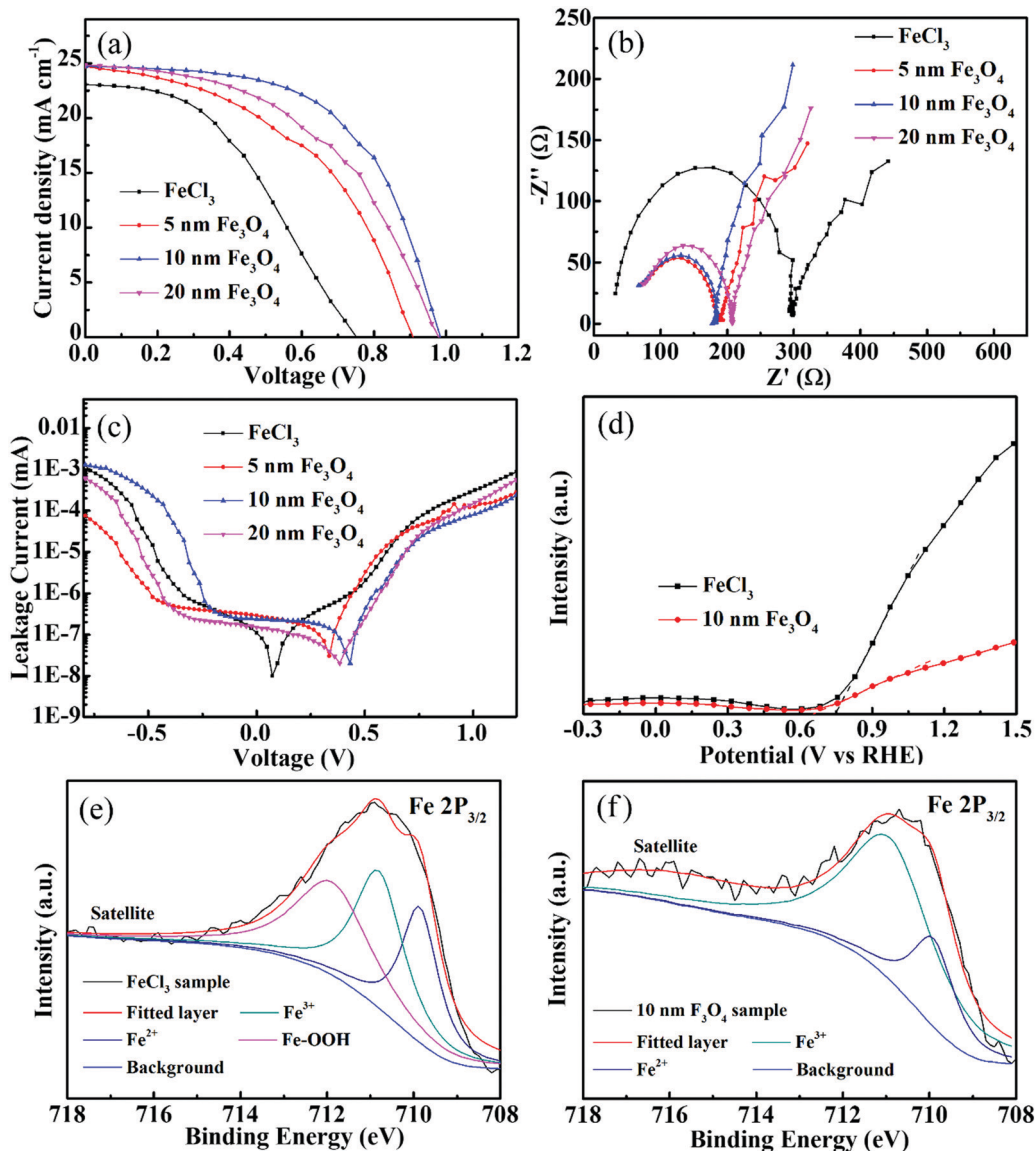 (a)
Current density (mA cm⁻¹)
25
20
15
10
5
0
FeCl₃
5 nm Fe₃O₄
10 nm Fe₃O₄
20 nm Fe₃O₄
0.0 0.2 0.4 0.6 0.8 1.0 1.2
Voltage (V)
(b)
-Z'' (Ω)
-250
-200
-150
-100
-50
0
FeCl₃
5 nm Fe₃O₄
10 nm Fe₃O₄
20 nm Fe₃O₄
0 100 200 300 400 500 600
Z' (Ω)
(c)
Leakage Current (mA)
0.01
1E-3
1E-4
1E-5
1E-6
1E-7
1E-8
1E-9
FeCl₃
5 nm Fe₃O₄
10 nm Fe₃O₄
20 nm Fe₃O₄
-0.5 0.0 0.5 1.0
Voltage (V)
(d)
Intensity (a.u.)
FeCl₃
10 nm Fe₃O₄
-0.3 0.0 0.3 0.6 0.9 1.2 1.5
Potential (V vs RHE)
(e)
Fe 2P₃/₂
Intensity (a.u.)
Satellite
FeCl₃ sample
Fitted layer Fe³⁺
Fe²⁺ Fe-OOH
Background
718 716 714 712 710 708
Binding Energy (eV)
(f)
Fe 2P₃/₂
Intensity (a.u.)
Satellite
10 nm F₃O₄ sample
Fitted layer Fe³⁺
Fe²⁺ Background
718 716 714 712 710 708
Binding Energy (eV)